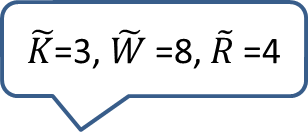 K̃=3, W̃ =8, R̃ =4